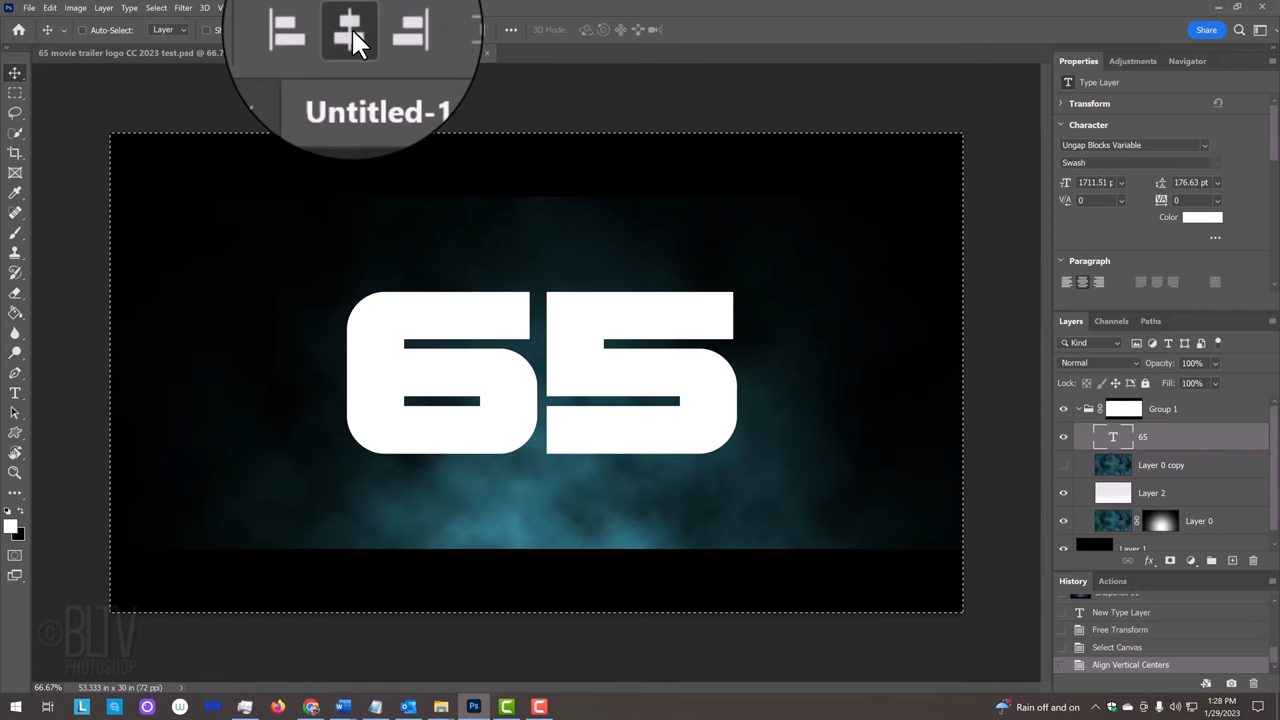 Ps File Edit Image Layer Type Select Filter 3D
Auto-Select: Layer
3D Mode:
Share
65 movie trailer logo CC 2023 test.psd @ 66.7
Untitled-1
65
©BLTV
PHOTOSHOP
Properties Adjustments Navigator
T Type Layer
Transform
Character
Ungap Blocks Variable
Swash
1711.51 p
176.63 pt
V/A 0
VA 0
Color
Paragraph
Layers Channels Paths
Kind
Normal Opacity: 100%
Lock: Fill: 100%
Group 1
T 65
Layer 0 copy
Layer 2
Layer 0
Layer 1
History Actions
New Type Layer
Free Transform
Select Canvas
Align Vertical Centers
66.67% 53.333 in x 30 in (72 ppi)
Rain off and on
1:28 PM
1/29/2023